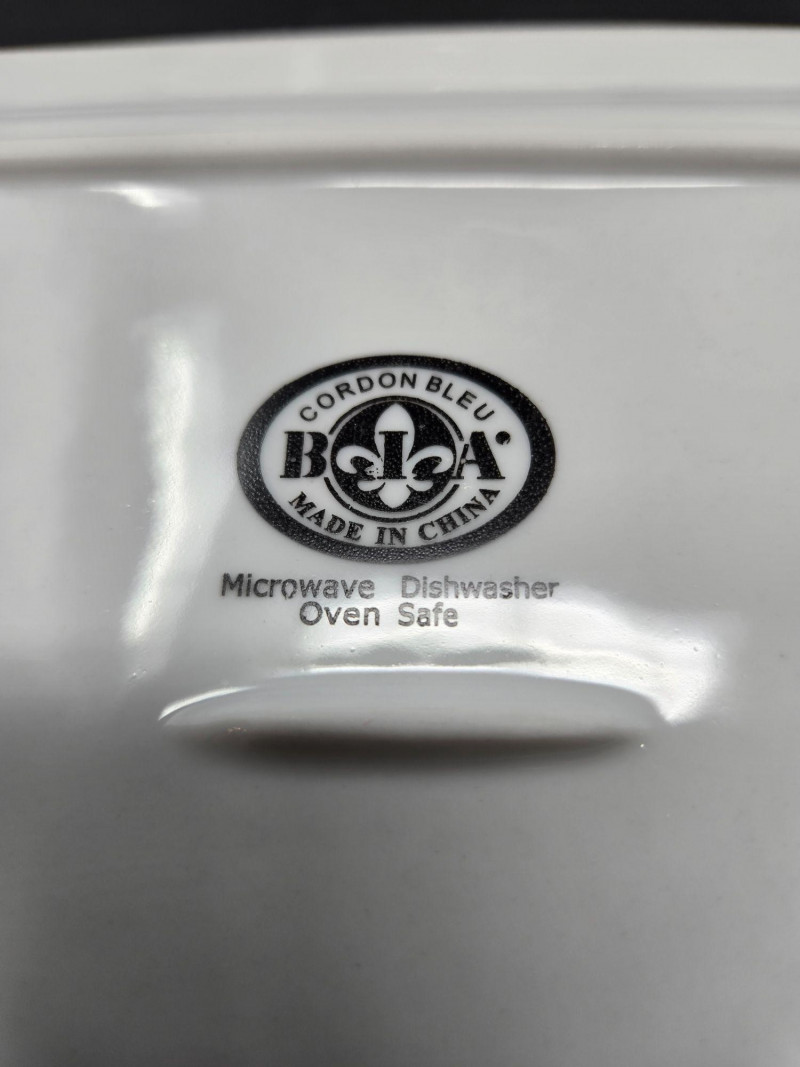 CORDON BLEU
BIA
MADE IN CHINA
Microwave Dishwasher
Oven Safe